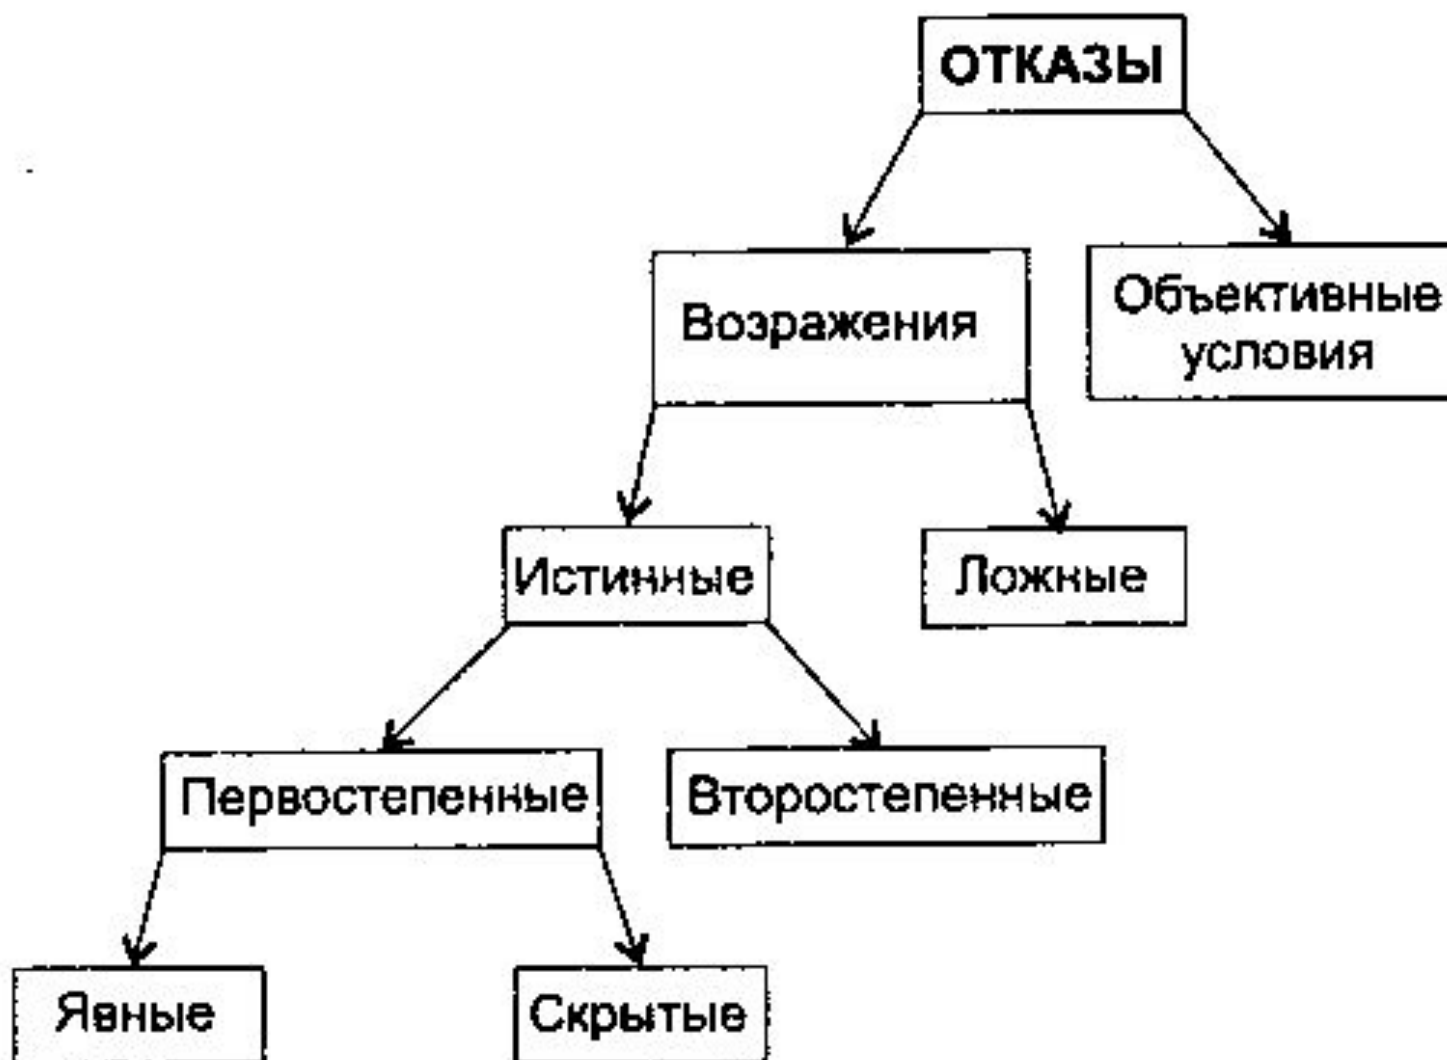 ОТКАЗЫ
Возражения
Объективные
условия
Истинные
Ложные
Первостепенные
Второстепенные
Явные
Скрытые